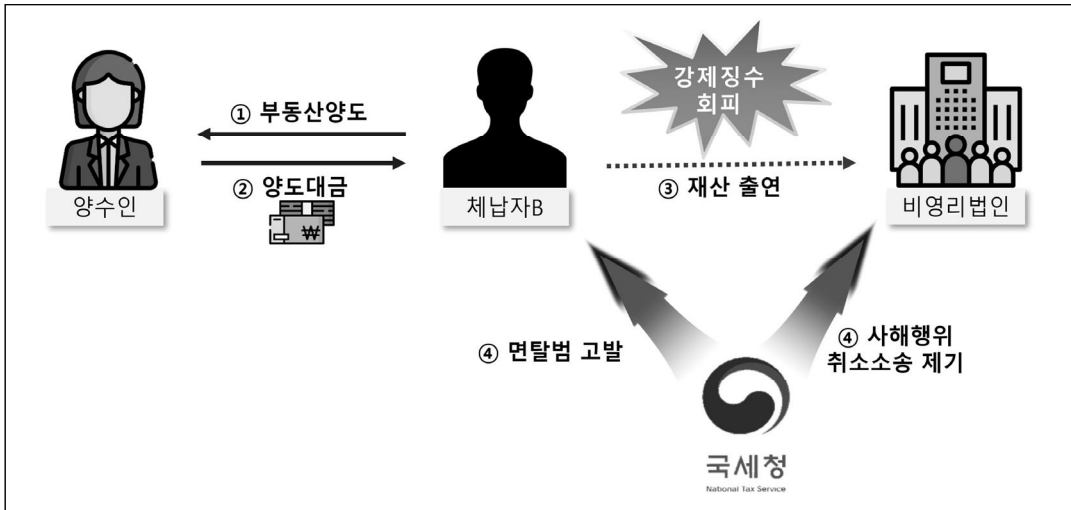 강제징수
회피
① 부동산양도
② 양도대금
₩
③ 재산 출연
양수인
체납자B
비영리법인
④ 면탈범 고발
④ 사해행위
취소소송 제기
국세청
National Tax Service